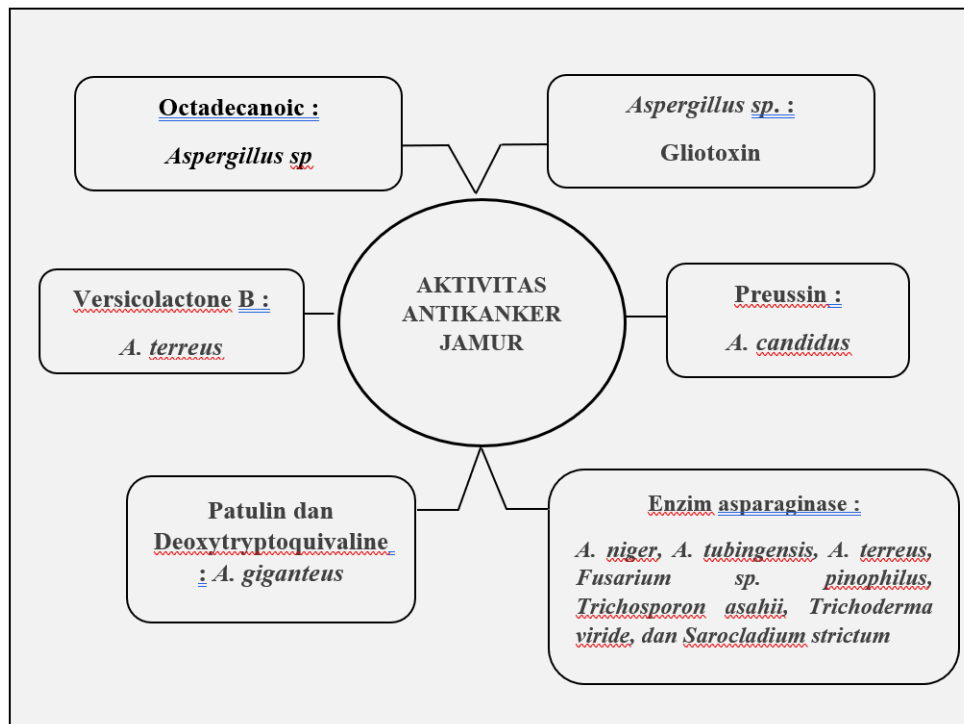 Octadecanoic :
Aspergillus sp
Aspergillus sp. :
Gliotoxin
AKTIVITAS
ANTIKANKER
JAMUR
Versicolactone B :
A. terreus
Preussin :
A. candidus
Patulin dan
Deoxytryptoquivaline
: A. giganteus
Enzim asparaginase :
A. niger, A. tubingensis, A. terreus,
Fusarium sp. pinophilus,
Trichosporon asahii, Trichoderma
viride, dan Sarocladium strictum